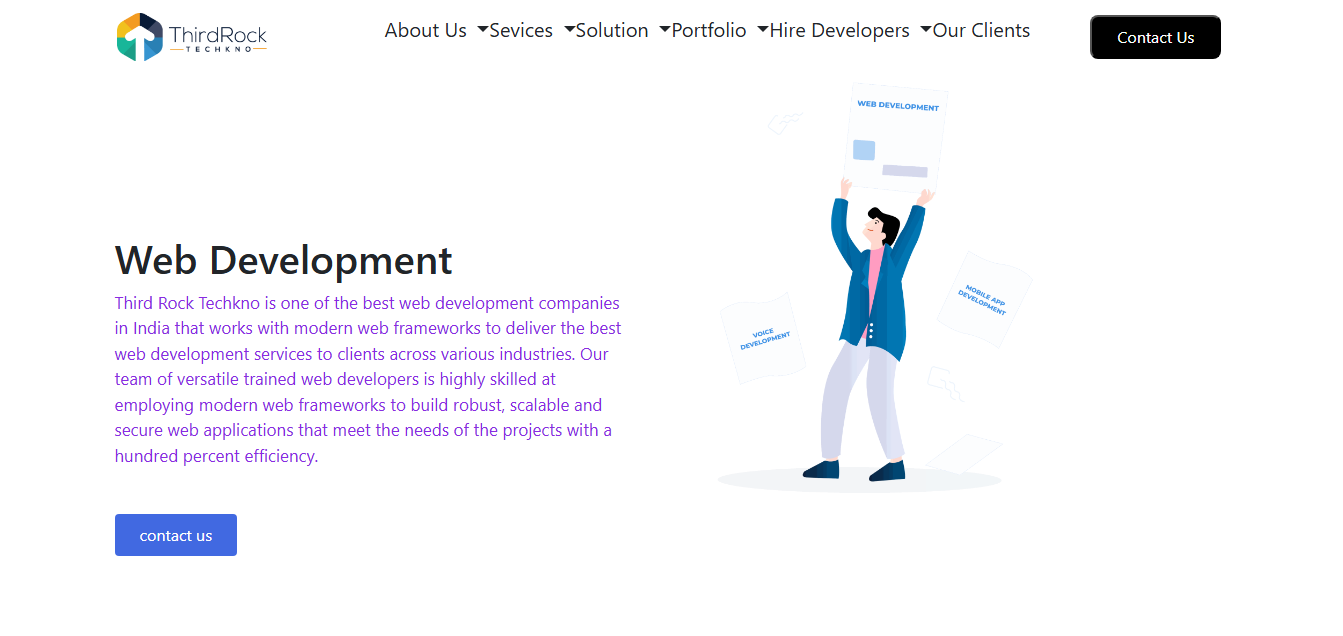 ThirdRock
TECHKNO
About Us Sevices Solution Portfolio Hire Developers Our Clients
Contact Us
WEB DEVELOPMENT
Web Development
Third Rock Techkno is one of the best web development companies
in India that works with modern web frameworks to deliver the best
web development services to clients across various industries. Our
team of versatile trained web developers is highly skilled at
employing modern web frameworks to build robust, scalable and
secure web applications that meet the needs of the projects with a
hundred percent efficiency.
contact us
MOBILE APP
DEVELOPMENT
VOICE
DEVELOPMENT